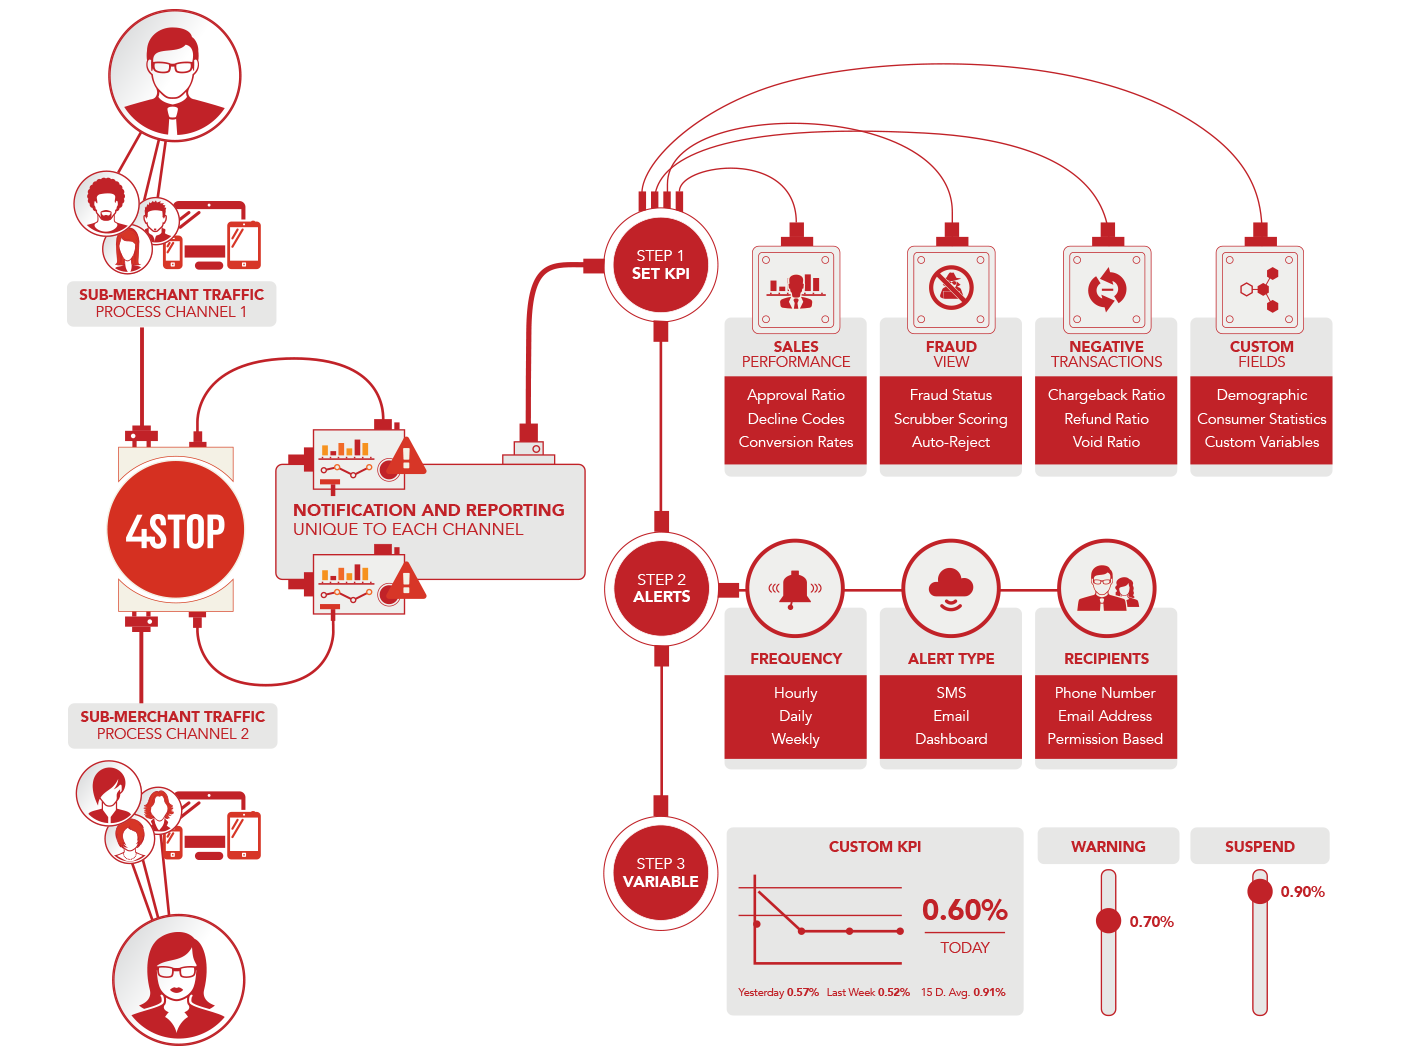 SUB-MERCHANT TRAFFIC
PROCESS CHANNEL 1
4STOP
NOTIFICATION AND REPORTING
UNIQUE TO EACH CHANNEL
SUB-MERCHANT TRAFFIC
PROCESS CHANNEL 2
STEP 1
SET KPI
SALES
PERFORMANCE
Approval Ratio
Decline Codes
Conversion Rates
FRAUD
VIEW
Fraud Status
Scrubber Scoring
Auto-Reject
NEGATIVE
TRANSACTIONS
Chargeback Ratio
Refund Ratio
Void Ratio
CUSTOM
FIELDS
Demographic
Consumer Statistics
Custom Variables
STEP 2
ALERTS
FREQUENCY
Hourly
Daily
Weekly
ALERT TYPE
SMS
Email
Dashboard
RECIPIENTS
Phone Number
Email Address
Permission Based
STEP 3
VARIABLE
CUSTOM KPI
0.60%
TODAY
Yesterday 0.57% Last Week 0.52% 15 D. Avg. 0.91%
WARNING
0.70%
SUSPEND
0.90%